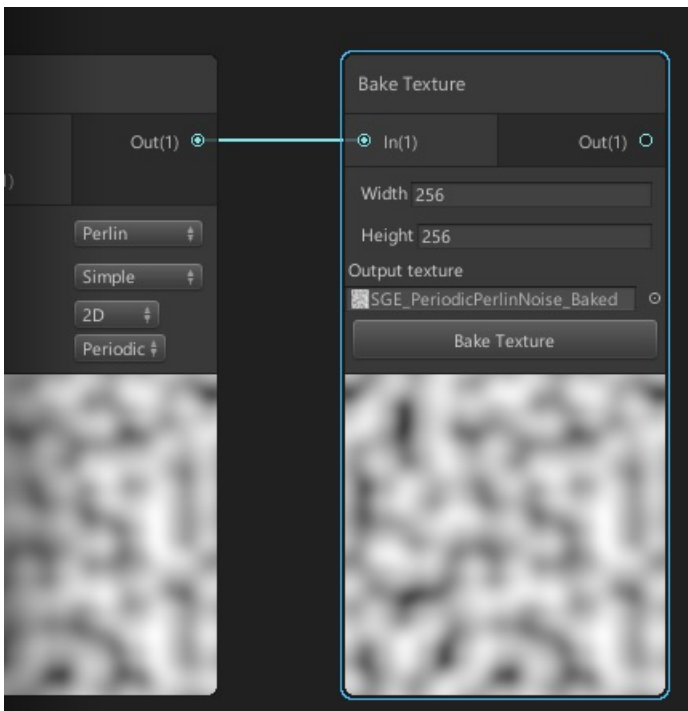 Out(1)
1)
Perlin
Simple
2D
Periodic
Bake Texture
In(1)
Out(1)
Width 256
Height 256
Output texture
SGE_PeriodicPerlinNoise_Baked
Bake Texture